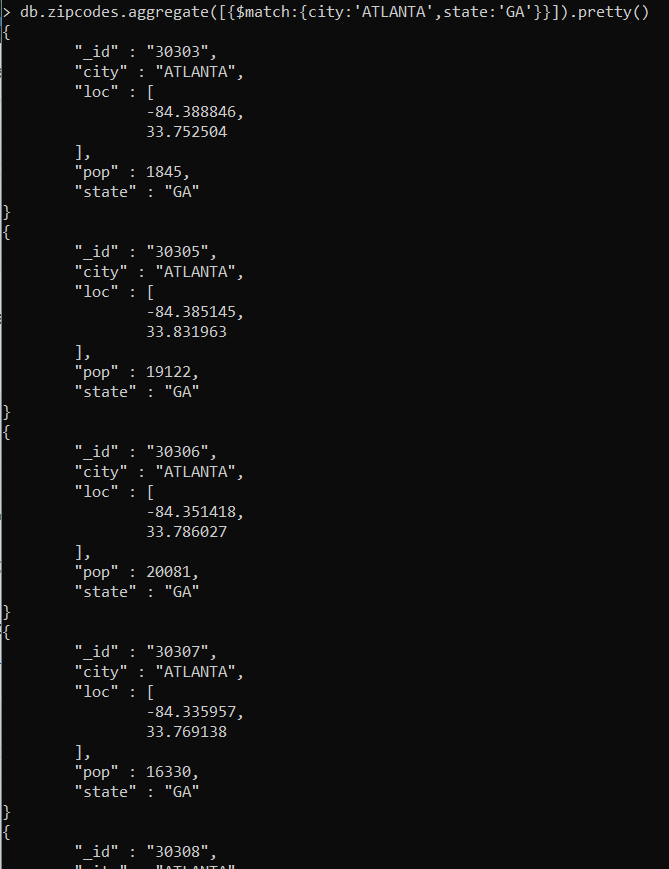 > db.zipcodes.aggregate([{$match:{city:'ATLANTA',state:'GA'}}]).pretty()
{
"_id" : "30303",
"city" : "ATLANTA",
"loc" : [
-84.388846,
33.752504
],
"pop" : 1845,
"state" : "GA"
}
{
"_id" : "30305",
"city" : "ATLANTA",
"loc" : [
-84.385145,
33.831963
],
"pop" : 19122,
"state" : "GA"
}
{
"_id" : "30306",
"city" : "ATLANTA",
"loc" : [
-84.351418,
33.786027
],
"pop" : 20081,
"state" : "GA"
}
{
"_id" : "30307",
"city" : "ATLANTA",
"loc" : [
-84.335957,
33.769138
],
"pop" : 16330,
"state" : "GA"
}
{
"_id" : "30308",